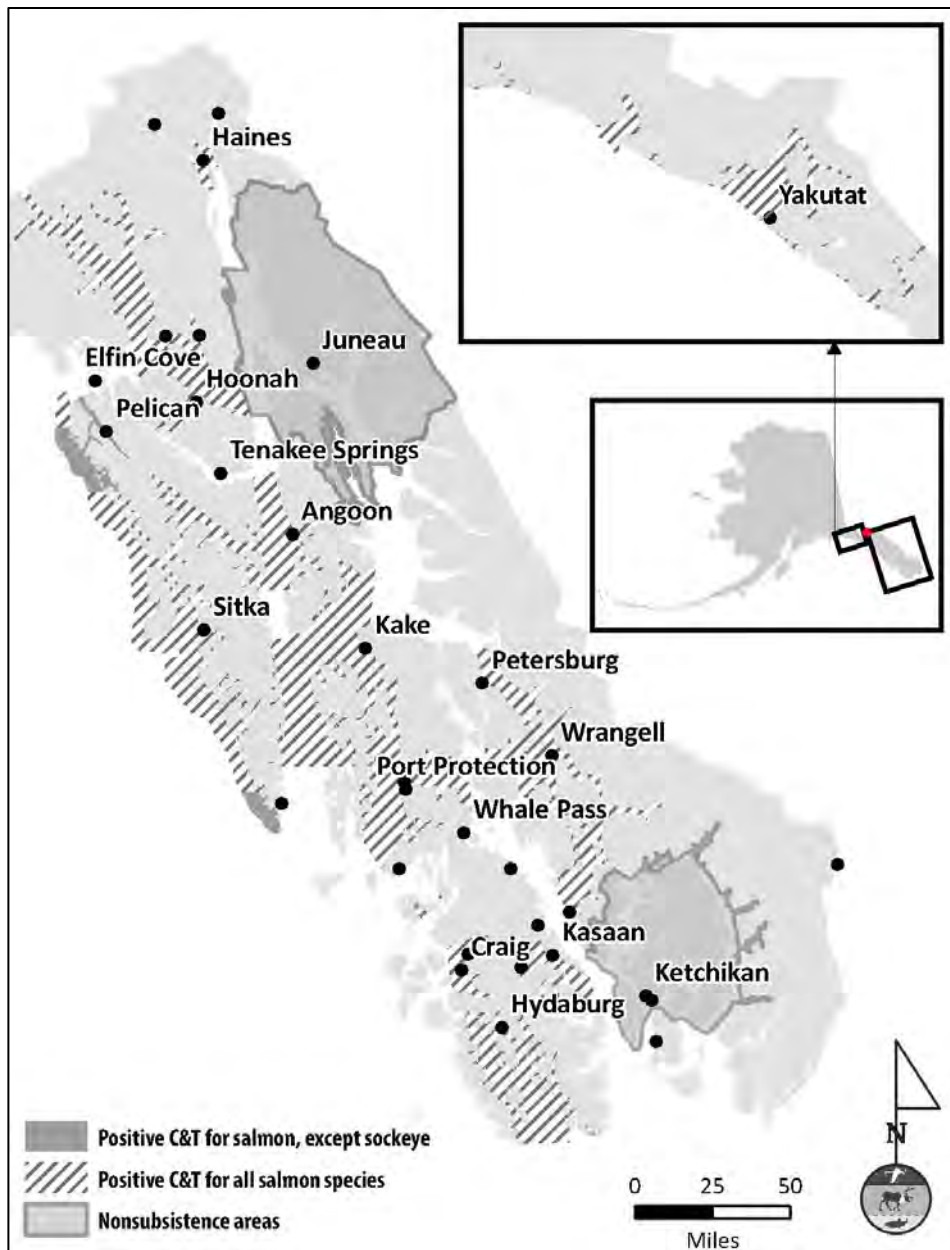 Haines
Yakutat
Juneau
Elfin Cove
Hoonah
Pelican
Tenakee Springs
Angoon
Sitka
Kake
Petersburg
Wrangell
Port Protection
Whale Pass
Kasaan
Craig
Ketchikan
Hydaburg
Positive C&T for salmon, except sockeye
Positive C&T for all salmon species
Nonsubsistence areas
0 25 50
Miles
N